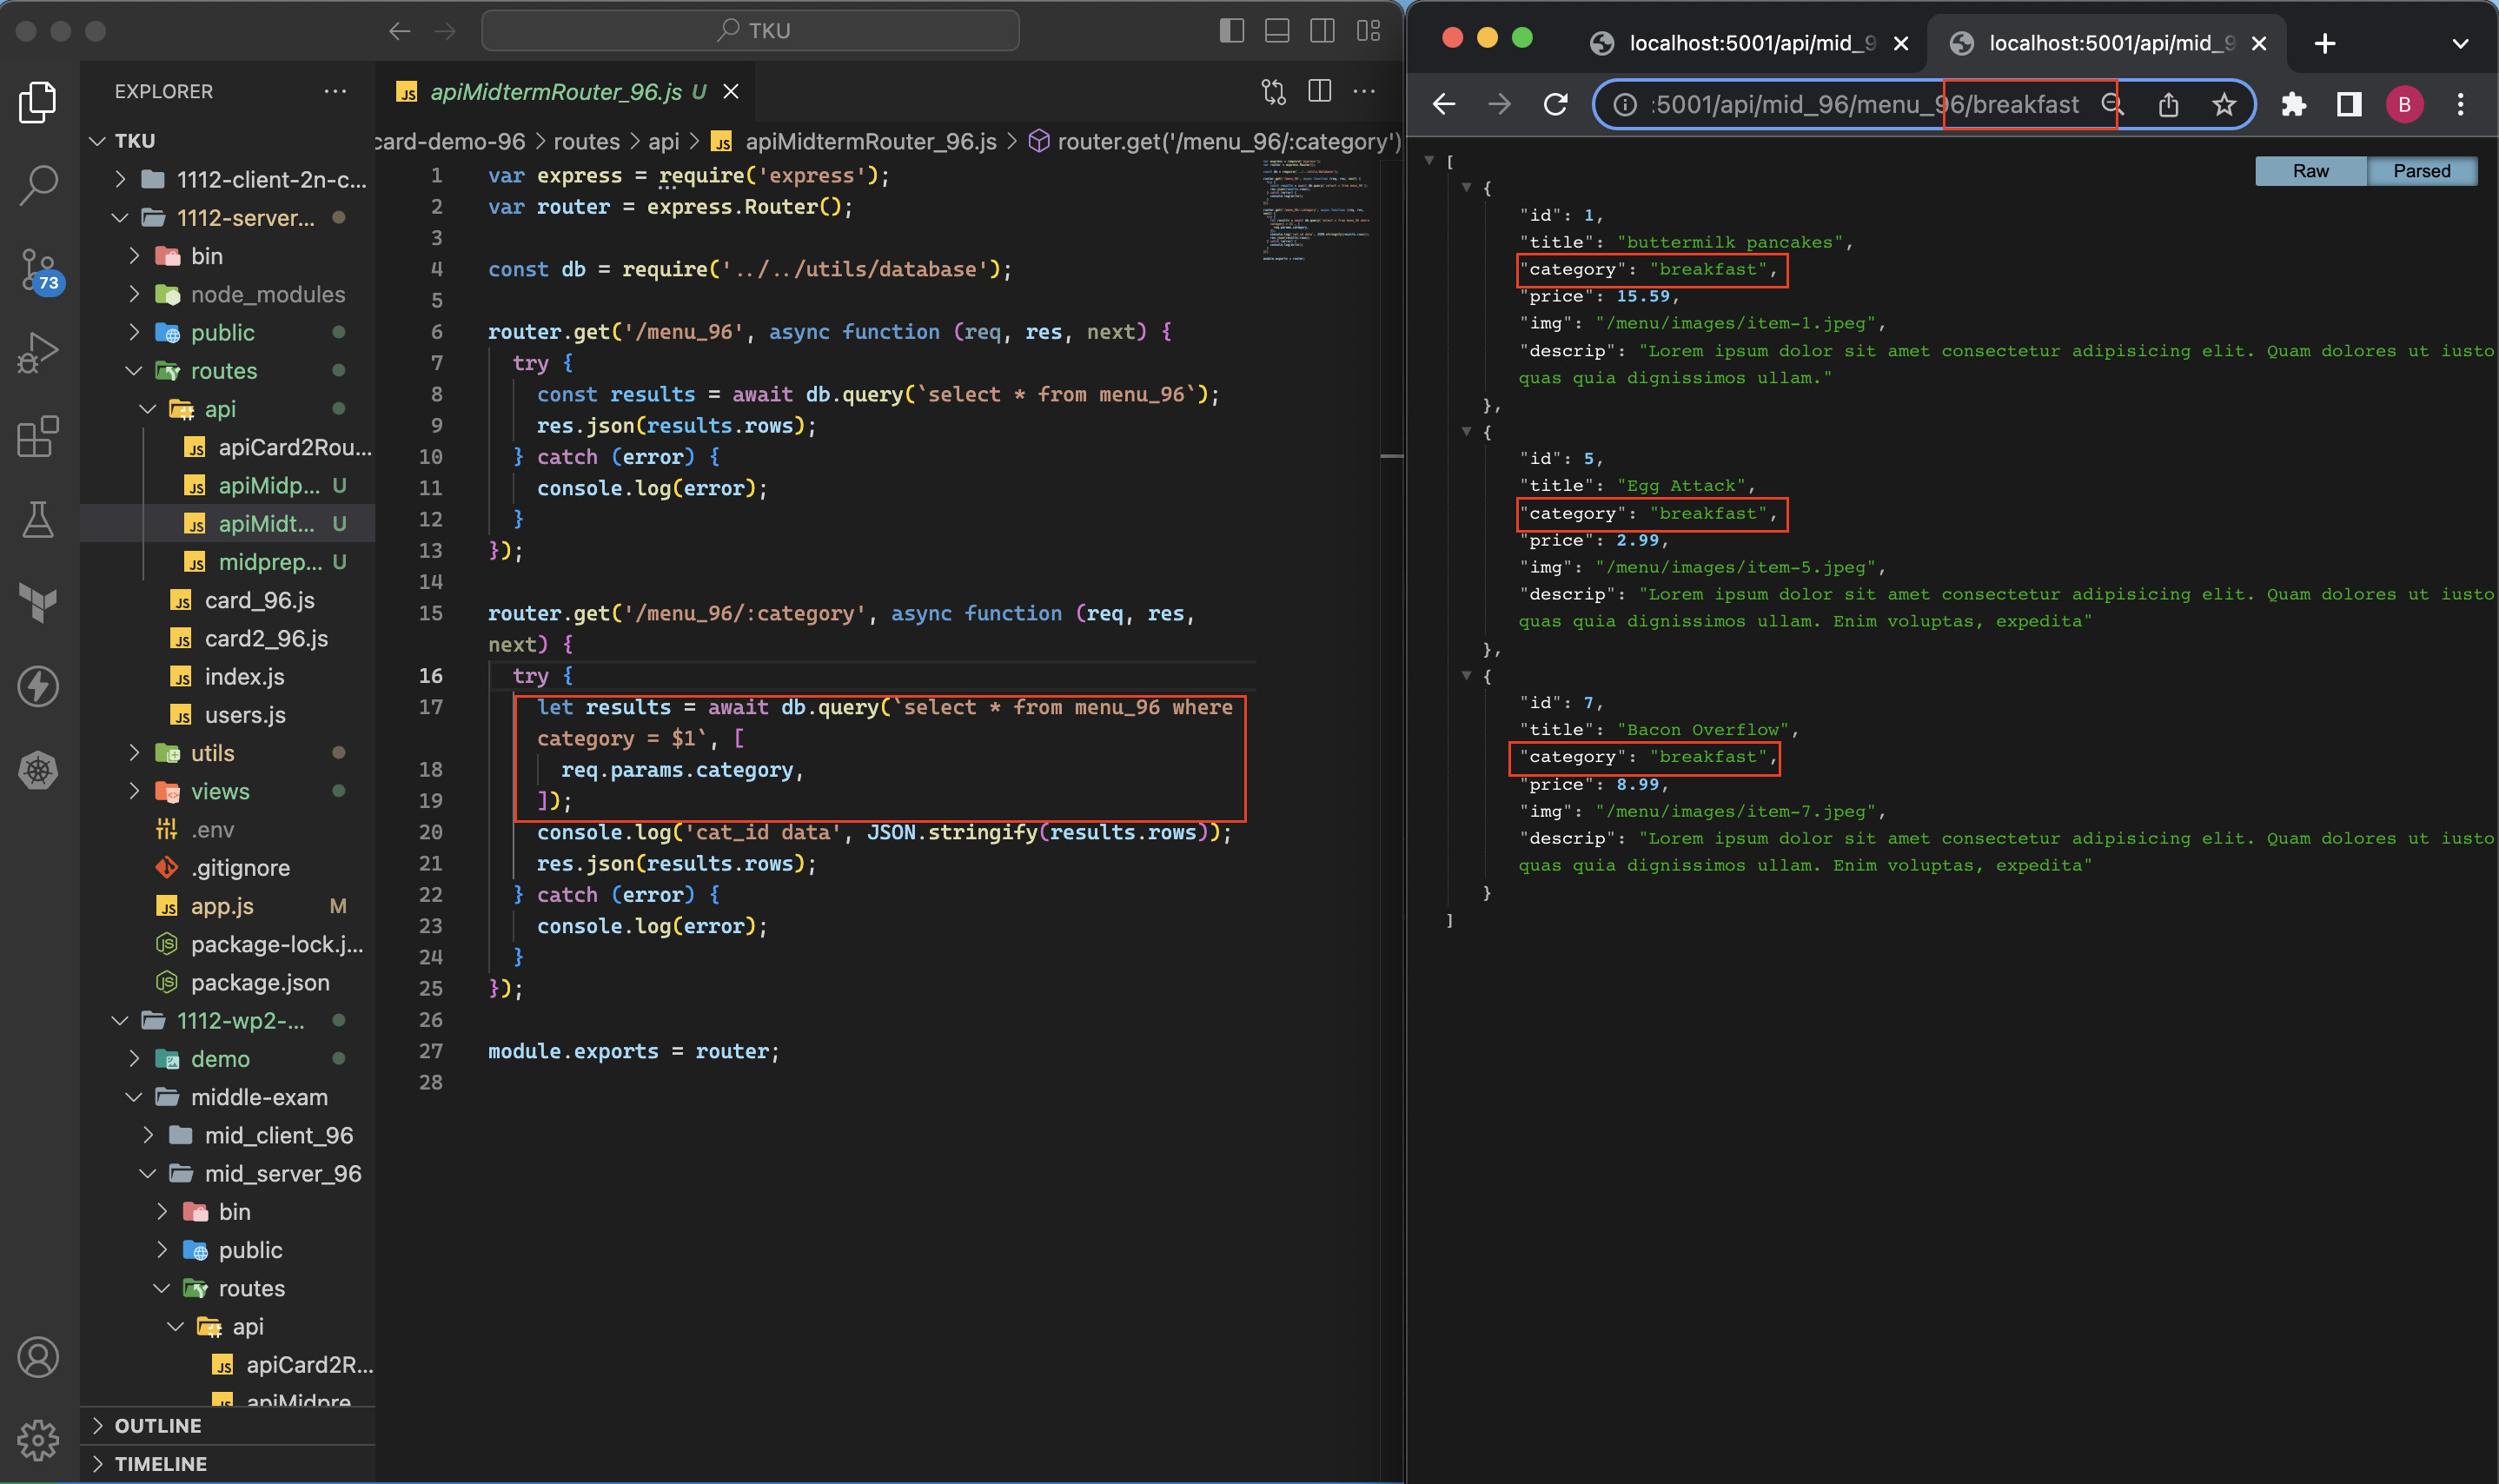 TKU
EXPLORER
TKU
1112-client-2n-c...
1112-server...
bin
node_modules
public
routes
api
apiCard2Rou...
apiMidp... U
apiMidt... U
midprep... U
card_96.js
card2_96.js
index.js
users.js
utils
views
.env
.gitignore
app.js M
package-lock.j...
package.json
1112-wp2-...
demo
middle-exam
mid_client_96
mid_server_96
bin
public
routes
api
apiCard2R...
apiMidpre
OUTLINE
TIMELINE
73
apiMidtermRouter_96.js U
card-demo-96 > routes > api > apiMidtermRouter_96.js > router.get('/menu_96/:category')
1 var express = require('express');
2 var router = express.Router();
3
4 const db = require('../../utils/database');
5
6 router.get('/menu_96', async function (req, res, next) {
7 try {
8 const results = await db.query(`select * from menu_96`);
9 res.json(results.rows);
10 } catch (error) {
11 console.log(error);
12 }
13 });
14
15 router.get('/menu_96/:category', async function (req, res,
next) {
16 try {
17 let results = await db.query(`select * from menu_96 where
category = $1`, [
18 req.params.category,
19 ]);
20 console.log('cat_id data', JSON.stringify(results.rows));
21 res.json(results.rows);
22 } catch (error) {
23 console.log(error);
24 }
25 });
26
27 module.exports = router;
28
localhost:5001/api/mid_9
localhost:5001/api/mid_9
:5001/api/mid_96/menu_96/breakfast
B
Raw Parsed
[
{
"id": 1,
"title": "buttermilk pancakes",
"category": "breakfast",
"price": 15.59,
"img": "/menu/images/item-1.jpeg",
"descrip": "Lorem ipsum dolor sit amet consectetur adipisicing elit. Quam dolores ut iusto
quas quia dignissimos ullam."
},
{
"id": 5,
"title": "Egg Attack",
"category": "breakfast",
"price": 2.99,
"img": "/menu/images/item-5.jpeg",
"descrip": "Lorem ipsum dolor sit amet consectetur adipisicing elit. Quam dolores ut iusto
quas quia dignissimos ullam. Enim voluptas, expedita"
},
{
"id": 7,
"title": "Bacon Overflow",
"category": "breakfast",
"price": 8.99,
"img": "/menu/images/item-7.jpeg",
"descrip": "Lorem ipsum dolor sit amet consectetur adipisicing elit. Quam dolores ut iusto
quas quia dignissimos ullam. Enim voluptas, expedita"
}
]